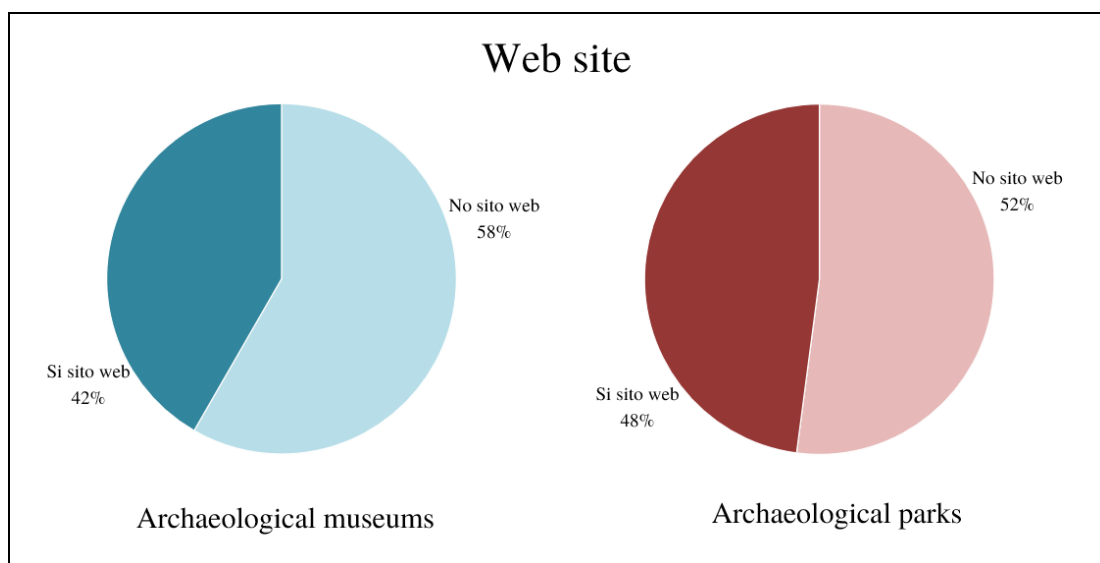 Web site
No sito web
58%
Si sito web
42%
Archaeological museums
No sito web
52%
Si sito web
48%
Archaeological parks